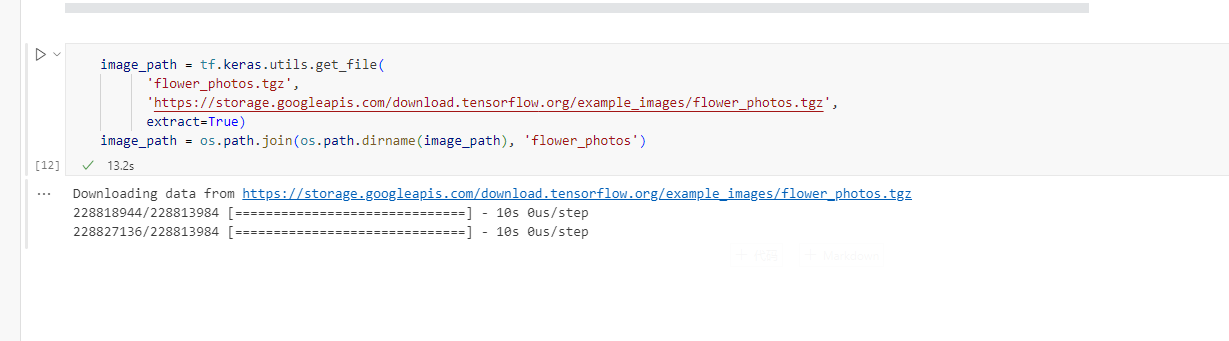 image_path = tf.keras.utils.get_file(
'flower_photos.tgz',
'https://storage.googleapis.com/download.tensorflow.org/example_images/flower_photos.tgz',
extract=True)
image_path = os.path.join(os.path.dirname(image_path), 'flower_photos')
[12] ✓ 13.2s
... Downloading data from https://storage.googleapis.com/download.tensorflow.org/example_images/flower_photos.tgz
228818944/228813984 [==============================] - 10s 0us/step
228827136/228813984 [==============================] - 10s 0us/step
+ 代码 + Markdown